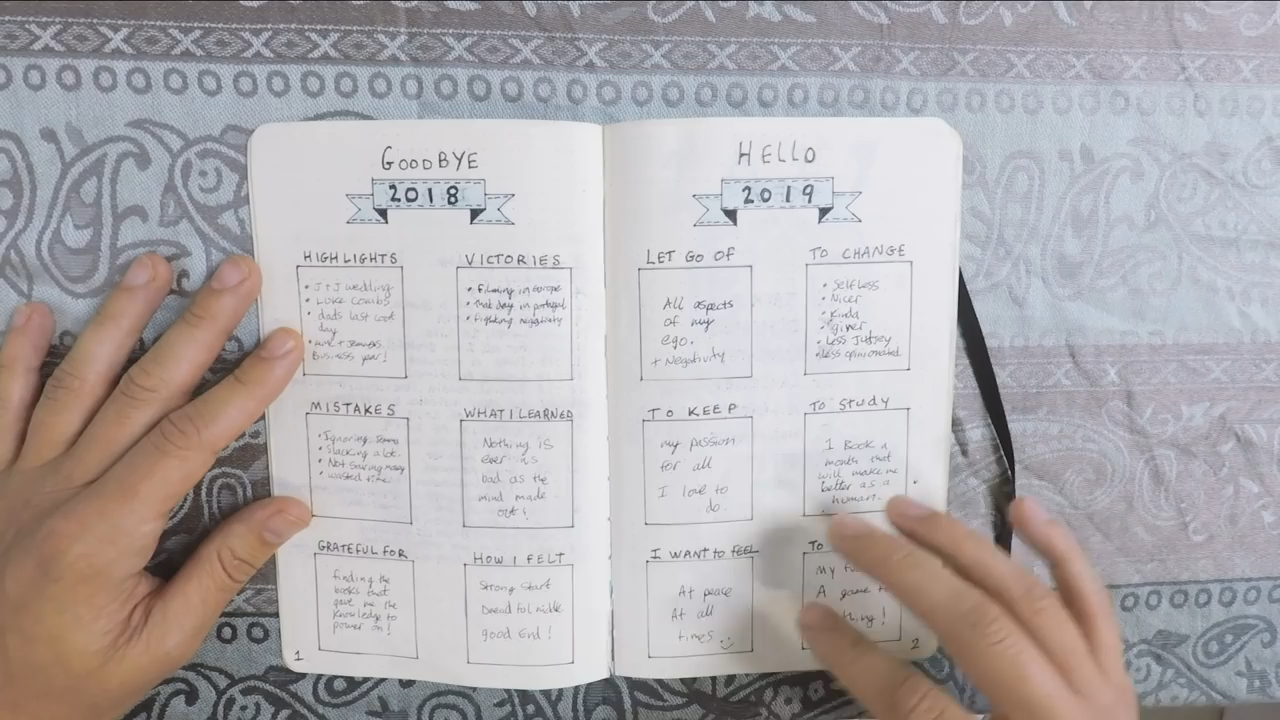 GOODBYE
2018
HIGHLIGHTS
• J+J wedding
• Luke Combs
• dads last cook
day
Business year!
VICTORIES
• filming in Europe
• that day in portugal
• Fighting negativity
MISTAKES
• Ignoring
• Slacking a lot.
• Not saving money
• wasted time
WHAT I LEARNED
Nothing is
ever as
bad as the
mind made
out!
GRATEFUL FOR
finding the
books that
gave me the
knowledge to
power on!
HOW I FELT
Strong Start
Dreadful middle
good End!
1
HELLO
2019
LET GO OF
All aspects
of my
ego.
+ Negativity
TO CHANGE
• Selfless
• Nicer
• Kinda
• giver
• Less
• Less opinionated
TO KEEP
my passion
for all
I love to
do.
TO STUDY
1 Book a
month that
will make me
better as a
human.
I WANT TO FEEL
At peace
At all
times
TO
My
A game
thing!
2